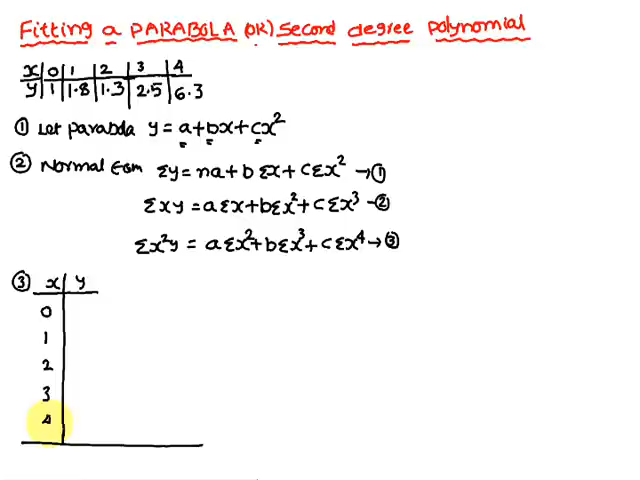 Fitting a PARABOLA (OR) Second degree polynomial
x 0 1 2 3 4
y 1 1.8 1.3 2.5 6.3
① Let parabola y = a+bx+cx²
② Normal Eqn Σy = na+bΣx+cΣx² →①
Σxy = aΣx+bΣx²+cΣx³ →②
Σx²y = aΣx²+bΣx³+cΣx⁴ →③
③ x y
0
1
2
3
4